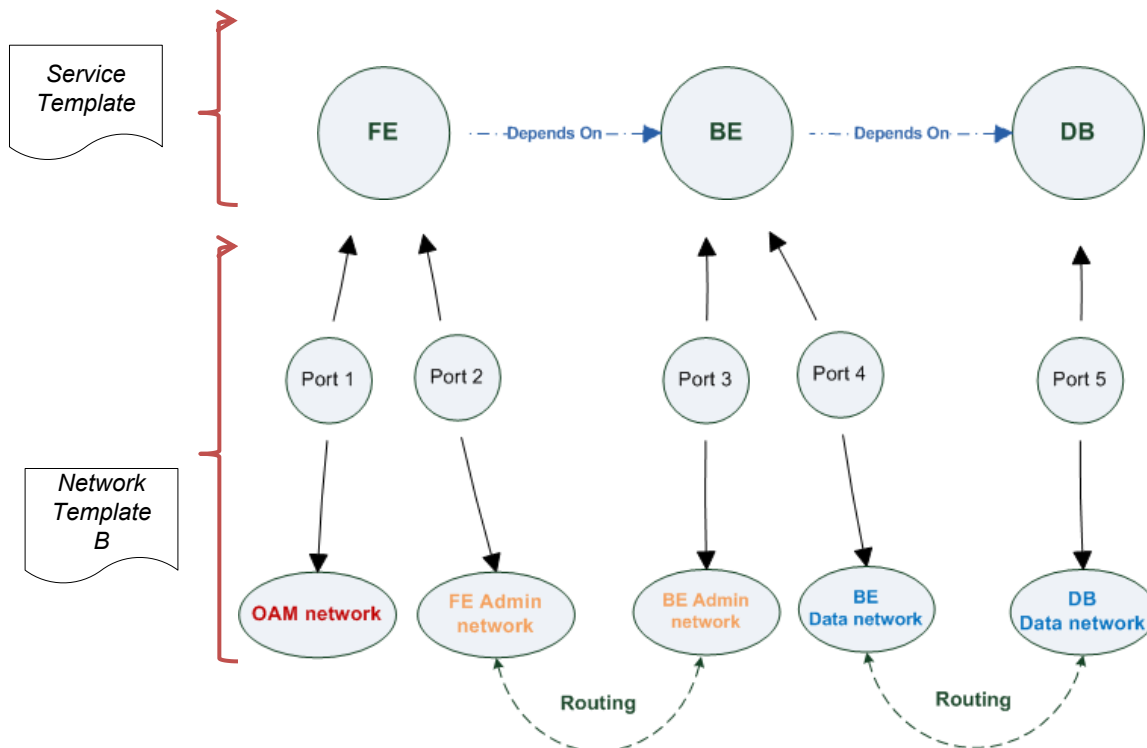 Service
Template
FE
Depends On
BE
Depends On
DB
Port 1
Port 2
Port 3
Port 4
Port 5
Network
Template
B
OAM network
FE Admin
network
BE Admin
network
BE
Data network
DB
Data network
Routing
Routing